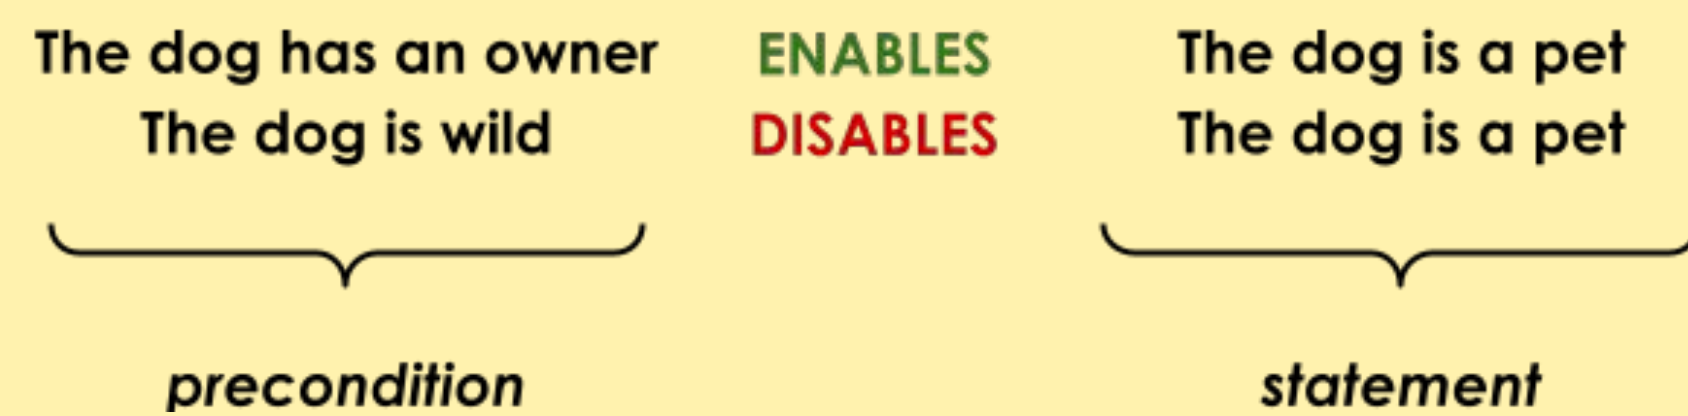 The dog has an owner ENABLES The dog is a pet
The dog is wild DISABLES The dog is a pet
precondition statement